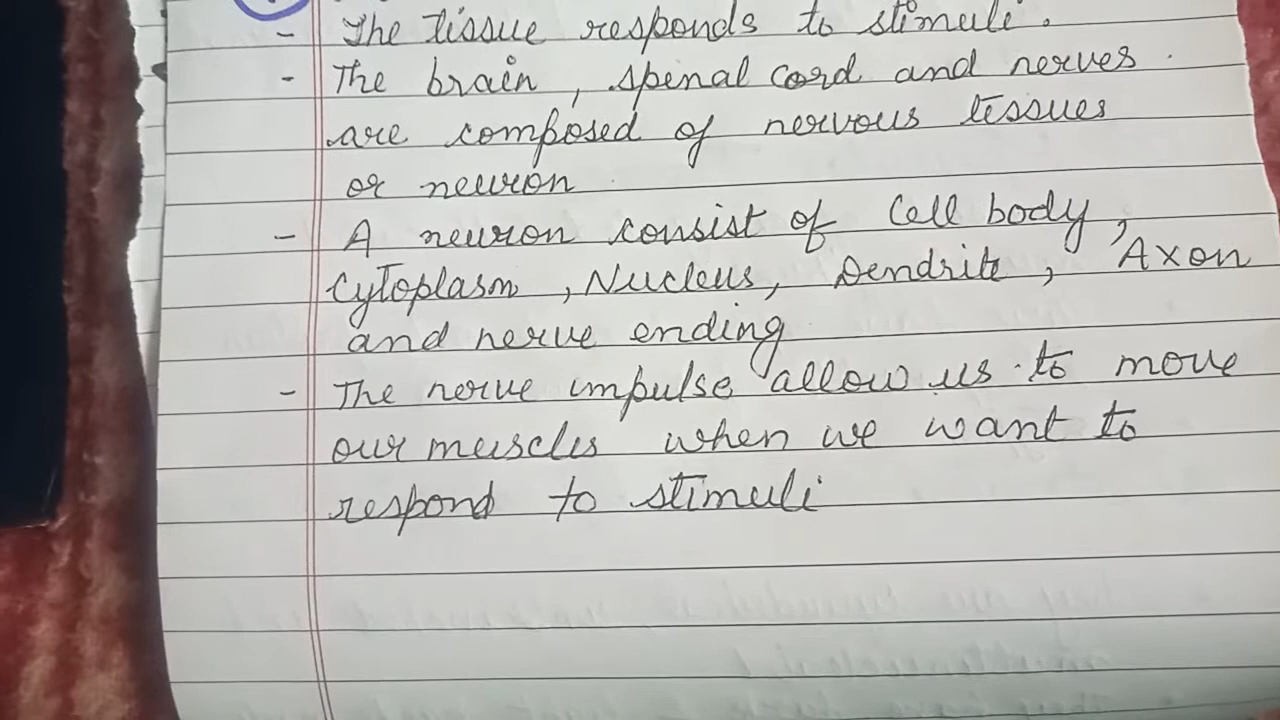 - The tissue responds to stimuli.
- The brain, spenal cord and nerves.
are composed of nervous tissues
or neuron.
- A neuron consist of Cell body,
Cytoplasm, Nucleus, Dendrite, Axon
and nerve ending
- The nerve impulse allow us to move
our muscles when we want to
respond to stimuli